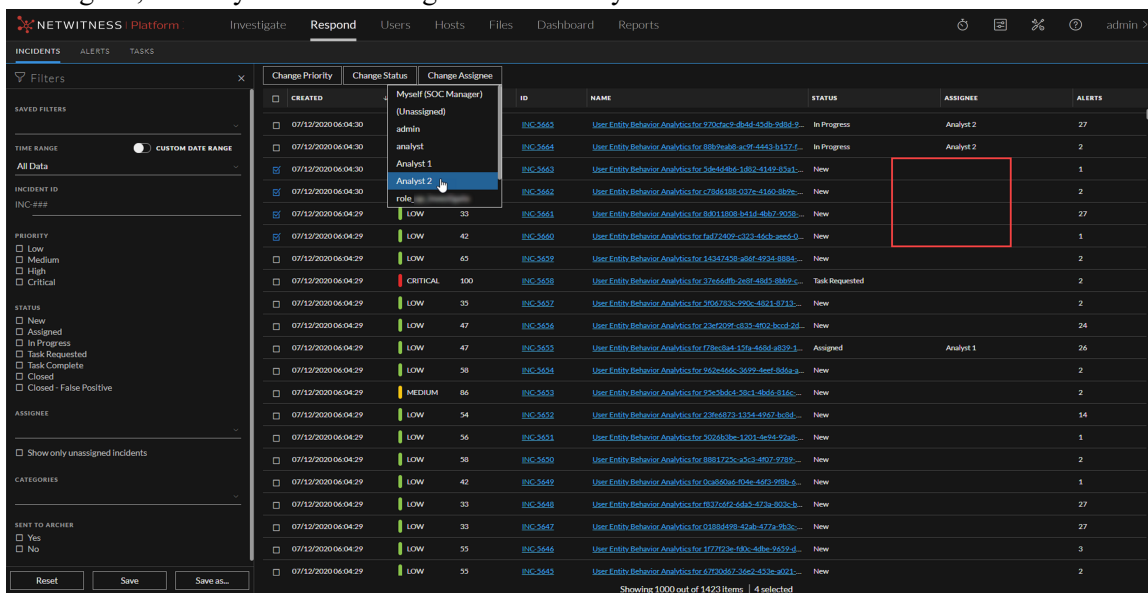 NETWITNESS Platform Investigate Respond Users Hosts Files Dashboard Reports admin >
INCIDENTS ALERTS TASKS
Filters ×
SAVED FILTERS
TIME RANGE CUSTOM DATE RANGE
All Data
INCIDENT ID
INC-###
PRIORITY
Low
Medium
High
Critical
STATUS
New
Assigned
In Progress
Task Requested
Task Complete
Closed
Closed - False Positive
ASSIGNEE
Show only unassigned incidents
CATEGORIES
SENT TO ARCHER
Yes
No
Reset Save Save as...
Change Priority Change Status Change Assignee
Myself (SOC Manager)
(Unassigned)
admin
analyst
Analyst 1
Analyst 2
role_
CREATED ID NAME STATUS ASSIGNEE ALERTS
07/12/2020 06:04:30 INC-5665 User Entity Behavior Analytics for 970cfac9-db4d-45db-9d8d-9... In Progress Analyst 2 27
07/12/2020 06:04:30 INC-5664 User Entity Behavior Analytics for 88b9eab8-ac9f-4443-b157-f... In Progress Analyst 2 2
07/12/2020 06:04:30 INC-5663 User Entity Behavior Analytics for 5de4d4b6-1d82-4149-85a1-... New 1
07/12/2020 06:04:30 INC-5662 User Entity Behavior Analytics for c78d6188-037e-4160-8b9e-... New 2
07/12/2020 06:04:29 LOW 33 INC-5661 User Entity Behavior Analytics for 8d011808-b41d-4bb7-9058-... New 27
07/12/2020 06:04:29 LOW 42 INC-5660 User Entity Behavior Analytics for fad72409-c323-46cb-aee6-0... New 1
07/12/2020 06:04:29 LOW 65 INC-5659 User Entity Behavior Analytics for 14347458-a86f-4934-8884-... New 2
07/12/2020 06:04:29 CRITICAL 100 INC-5658 User Entity Behavior Analytics for 37e66dfb-2e8f-48d5-8bb9-c... Task Requested 2
07/12/2020 06:04:29 LOW 35 INC-5657 User Entity Behavior Analytics for 5f06783c-990c-4821-8713-... New 2
07/12/2020 06:04:29 LOW 47 INC-5656 User Entity Behavior Analytics for 23ef209f-c835-4f02-bccd-2d... New 24
07/12/2020 06:04:29 LOW 47 INC-5655 User Entity Behavior Analytics for f78ec8a4-15fa-468d-a839-1... Assigned Analyst 1 26
07/12/2020 06:04:29 LOW 58 INC-5654 User Entity Behavior Analytics for 962e466c-3699-4eef-8d6a-a... New 2
07/12/2020 06:04:29 MEDIUM 86 INC-5653 User Entity Behavior Analytics for 95e5bdc4-58c1-4bd6-816c-... New 2
07/12/2020 06:04:29 LOW 54 INC-5652 User Entity Behavior Analytics for 23fe6873-1354-4967-bc8d-... New 14
07/12/2020 06:04:29 LOW 56 INC-5651 User Entity Behavior Analytics for 5026b3be-1201-4e94-92a8-... New 1
07/12/2020 06:04:29 LOW 58 INC-5650 User Entity Behavior Analytics for 8881725c-a5c3-4f07-9789-... New 2
07/12/2020 06:04:29 LOW 42 INC-5649 User Entity Behavior Analytics for 0ca860a6-f04e-46f3-9f8b-6... New 1
07/12/2020 06:04:29 LOW 33 INC-5648 User Entity Behavior Analytics for f837c6f2-6da5-473a-803c-b... New 27
07/12/2020 06:04:29 LOW 33 INC-5647 User Entity Behavior Analytics for 0188d498-42ab-477a-9b3c-... New 27
07/12/2020 06:04:29 LOW 55 INC-5646 User Entity Behavior Analytics for 1f77f23e-fd0c-4dbe-9659-d... New 3
07/12/2020 06:04:29 LOW 55 INC-5645 User Entity Behavior Analytics for 67f30d67-36e2-453e-a021-... New 2
Showing 1000 out of 1423 items | 4 selected